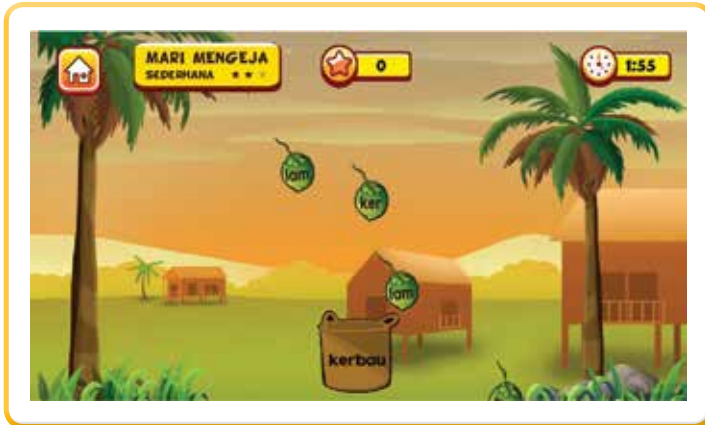 MARI MENGEJA
SEDERHANA
0
1:55
lam
ker
lam
kerbau